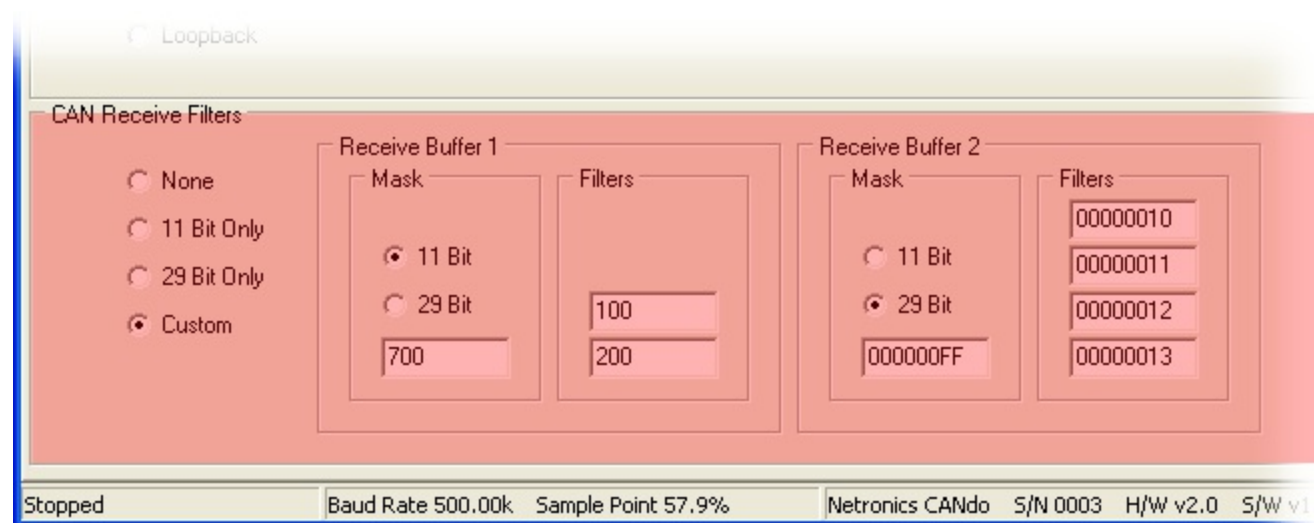 Loopback
CAN Receive Filters
None
11 Bit Only
29 Bit Only
Custom
Receive Buffer 1
Mask
11 Bit
29 Bit
700
Filters
100
200
Receive Buffer 2
Mask
11 Bit
29 Bit
000000FF
Filters
00000010
00000011
00000012
00000013
Stopped
Baud Rate 500.00k Sample Point 57.9%
Netronics CANdo S/N 0003 H/W v2.0 S/W